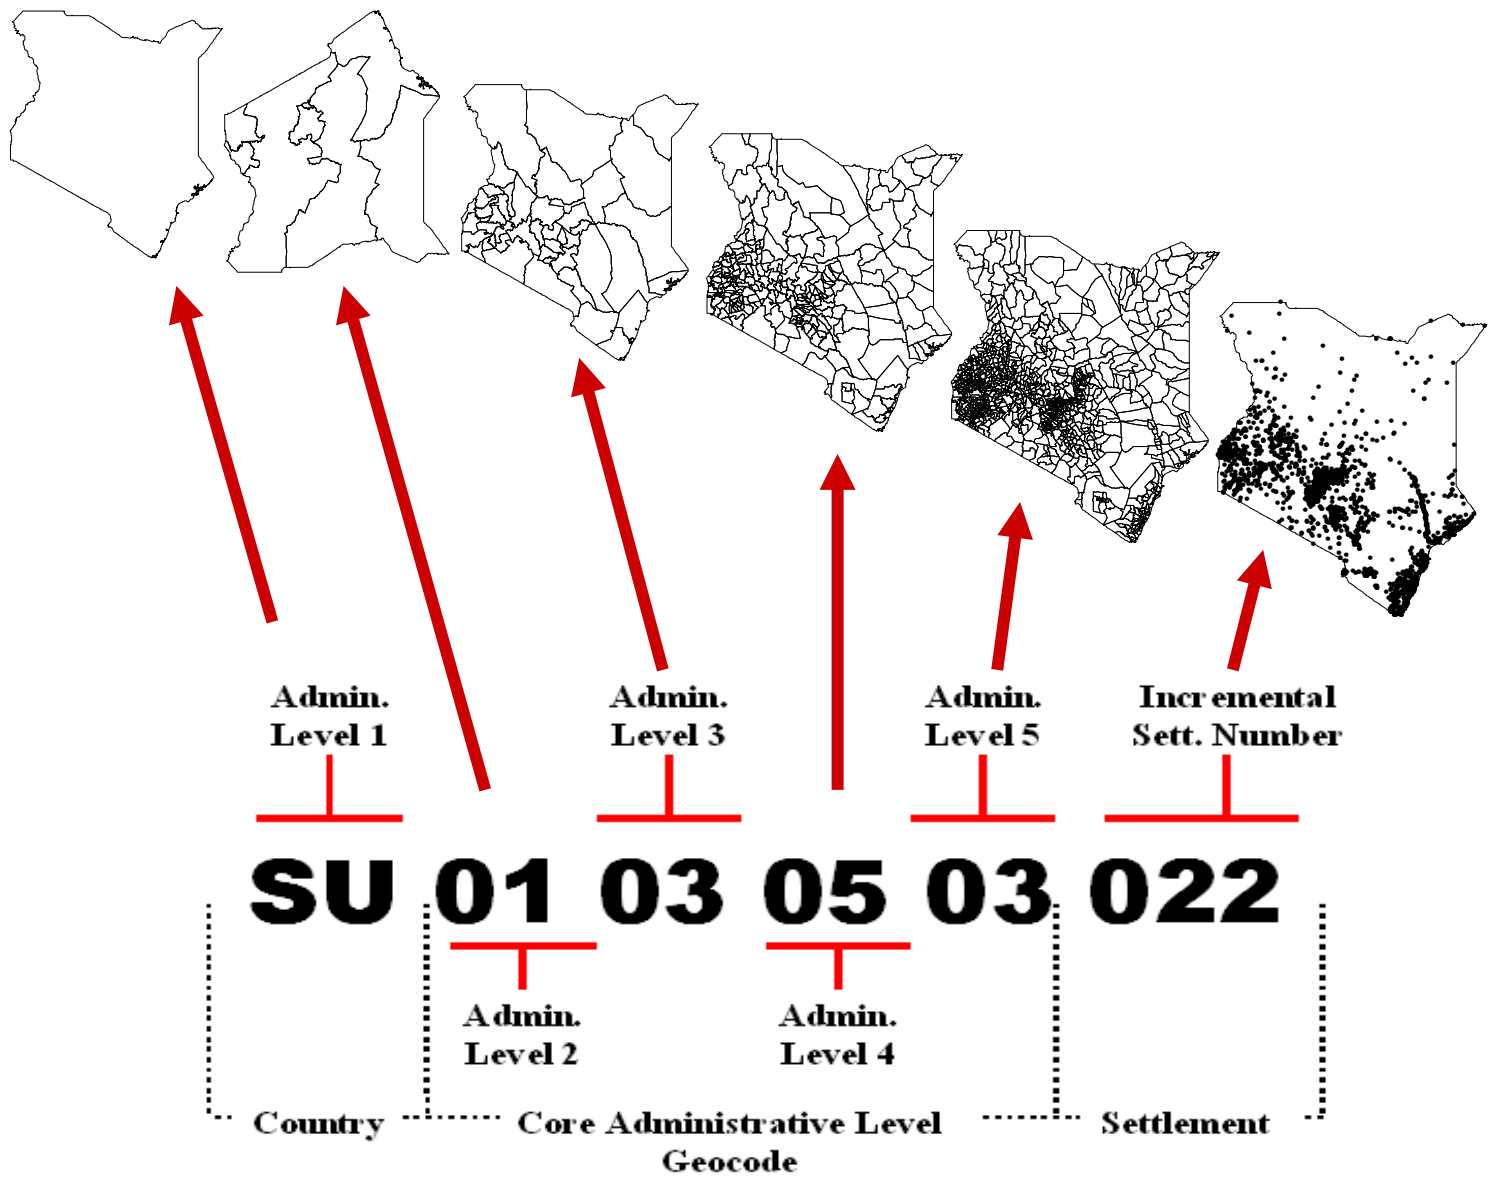 Admin.
Level 1
Admin.
Level 3
Admin.
Level 5
Incremental
Sett. Number
SU 01 03 05 03 022
Admin.
Level 2
Admin.
Level 4
Country
Core Administrative Level
Geocode
Settlement